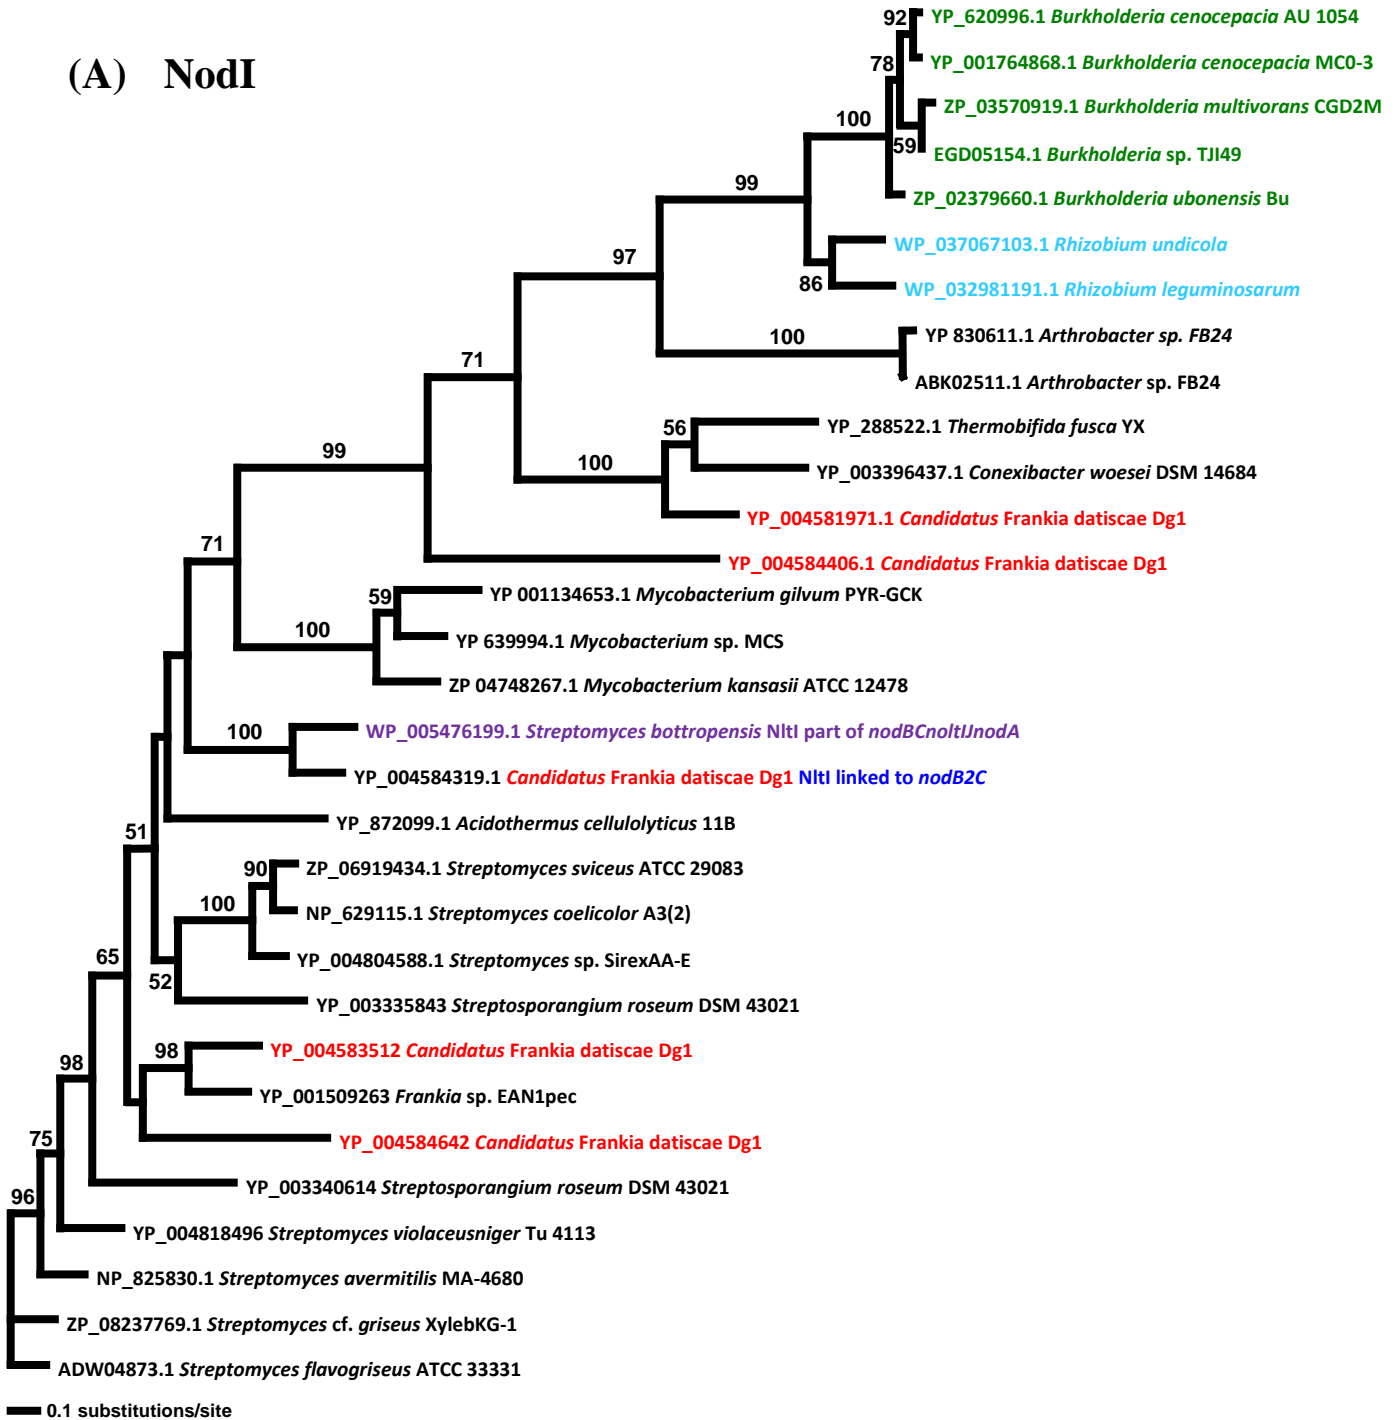 (A) NodI
92
YP_620996.1 Burkholderia cenocepacia AU 1054
YP_001764868.1 Burkholderia cenocepacia MC0-3
78
ZP_03570919.1 Burkholderia multivorans CGD2M
100
59
EGD05154.1 Burkholderia sp. TJI49
99
ZP_02379660.1 Burkholderia ubonensis Bu
WP_037067103.1 Rhizobium undicola
97
86
WP_032981191.1 Rhizobium leguminosarum
100
YP 830611.1 Arthrobacter sp. FB24
71
ABK02511.1 Arthrobacter sp. FB24
56
YP_288522.1 Thermobifida fusca YX
99
100
YP_003396437.1 Conexibacter woesei DSM 14684
YP_004581971.1 Candidatus Frankia datiscae Dg1
71
YP_004584406.1 Candidatus Frankia datiscae Dg1
59
YP 001134653.1 Mycobacterium gilvum PYR-GCK
100
YP 639994.1 Mycobacterium sp. MCS
ZP 04748267.1 Mycobacterium kansasii ATCC 12478
100
WP_005476199.1 Streptomyces bottropensis NltI part of nodBCnoltIJnodA
YP_004584319.1 Candidatus Frankia datiscae Dg1 NltI linked to nodB2C
51
YP_872099.1 Acidothermus cellulolyticus 11B
90
ZP_06919434.1 Streptomyces sviceus ATCC 29083
100
NP_629115.1 Streptomyces coelicolor A3(2)
65
YP_004804588.1 Streptomyces sp. SirexAA-E
52
YP_003335843 Streptosporangium roseum DSM 43021
98
98
YP_004583512 Candidatus Frankia datiscae Dg1
YP_001509263 Frankia sp. EAN1pec
75
YP_004584642 Candidatus Frankia datiscae Dg1
YP_003340614 Streptosporangium roseum DSM 43021
96
YP_004818496 Streptomyces violaceusniger Tu 4113
NP_825830.1 Streptomyces avermitilis MA-4680
ZP_08237769.1 Streptomyces cf. griseus XylebKG-1
ADW04873.1 Streptomyces flavogriseus ATCC 33331
0.1 substitutions/site